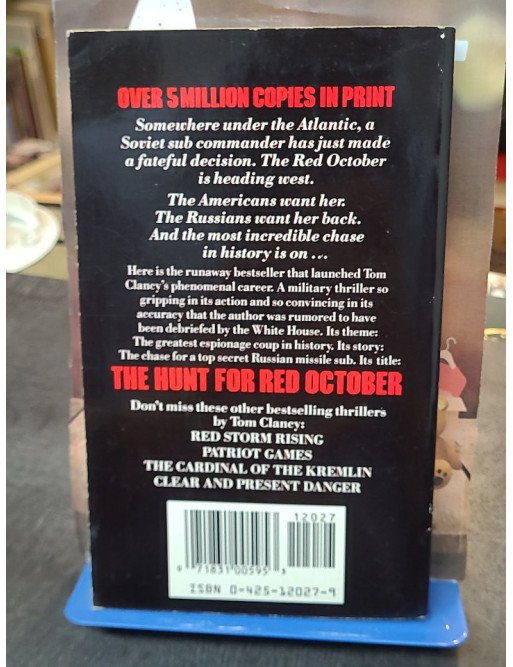 OVER 5 MILLION COPIES IN PRINT
Somewhere under the Atlantic, a
Soviet sub commander has just made
a fateful decision. The Red October
is heading west.
The Americans want her.
The Russians want her back.
And the most incredible chase
in history is on ...
Here is the runaway bestseller that launched Tom
Clancy's phenomenal career. A military thriller so
gripping in its action and so convincing in its
accuracy that the author was rumored to have
been debriefed by the White House. Its theme:
The greatest espionage coup in history. Its story:
The chase for a top secret Russian missile sub. Its title:
THE HUNT FOR RED OCTOBER
Don't miss these other bestselling thrillers
by Tom Clancy:
RED STORM RISING
PATRIOT GAMES
THE CARDINAL OF THE KREMLIN
CLEAR AND PRESENT DANGER
12027
71831 00595
ISBN 0-425-12027-9